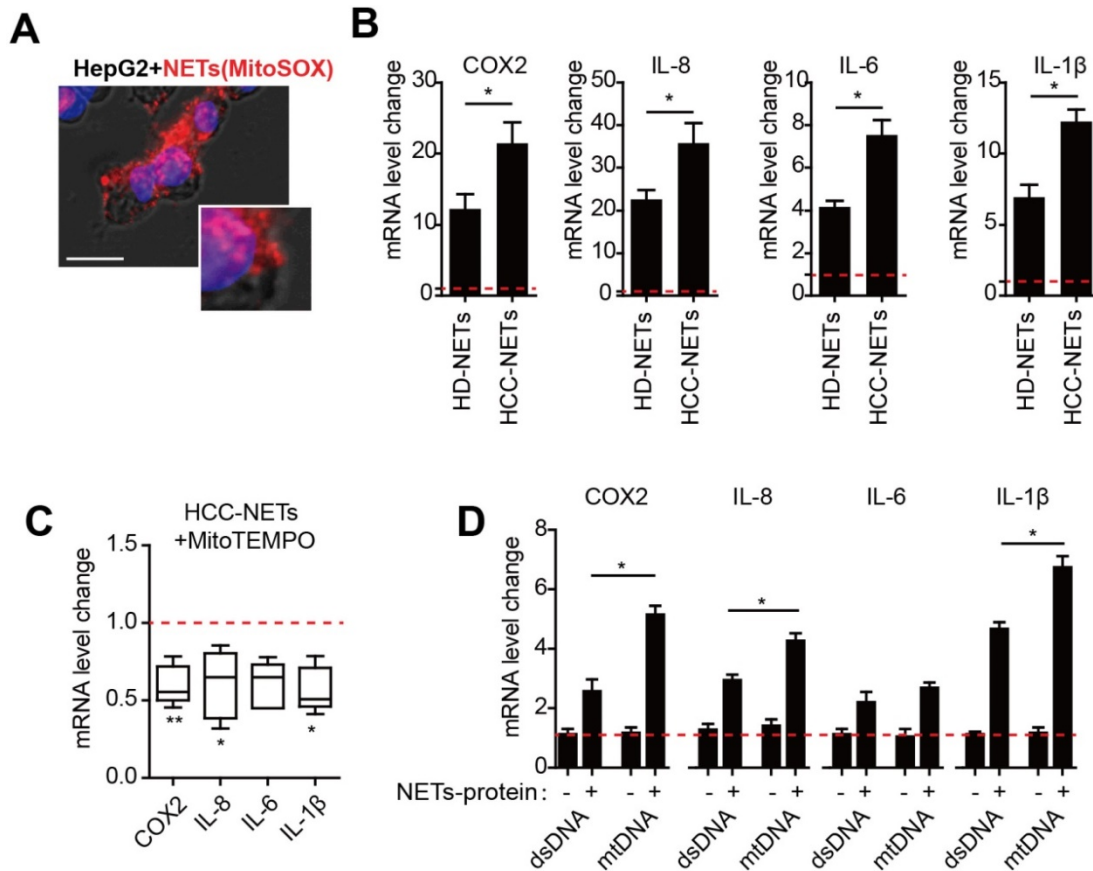 A
HepG2+NETs(MitoSOX)
B
COX2
IL-8
IL-6
IL-1β
mRNA level change
30
20
10
0
*
HD-NETs
HCC-NETs
mRNA level change
50
40
30
20
10
0
*
HD-NETs
HCC-NETs
mRNA level change
10
8
6
4
2
0
*
HD-NETs
HCC-NETs
mRNA level change
15
10
5
0
*
HD-NETs
HCC-NETs
C
HCC-NETs
+MitoTEMPO
mRNA level change
1.5
1.0
0.5
0.0
** * *
COX2 IL-8 IL-6 IL-1β
D
COX2 IL-8 IL-6 IL-1β
mRNA level change
8
6
4
2
0
* * *
NETs-protein: - + - + - + - + - + - + - + - +
dsDNA mtDNA dsDNA mtDNA dsDNA mtDNA dsDNA mtDNA